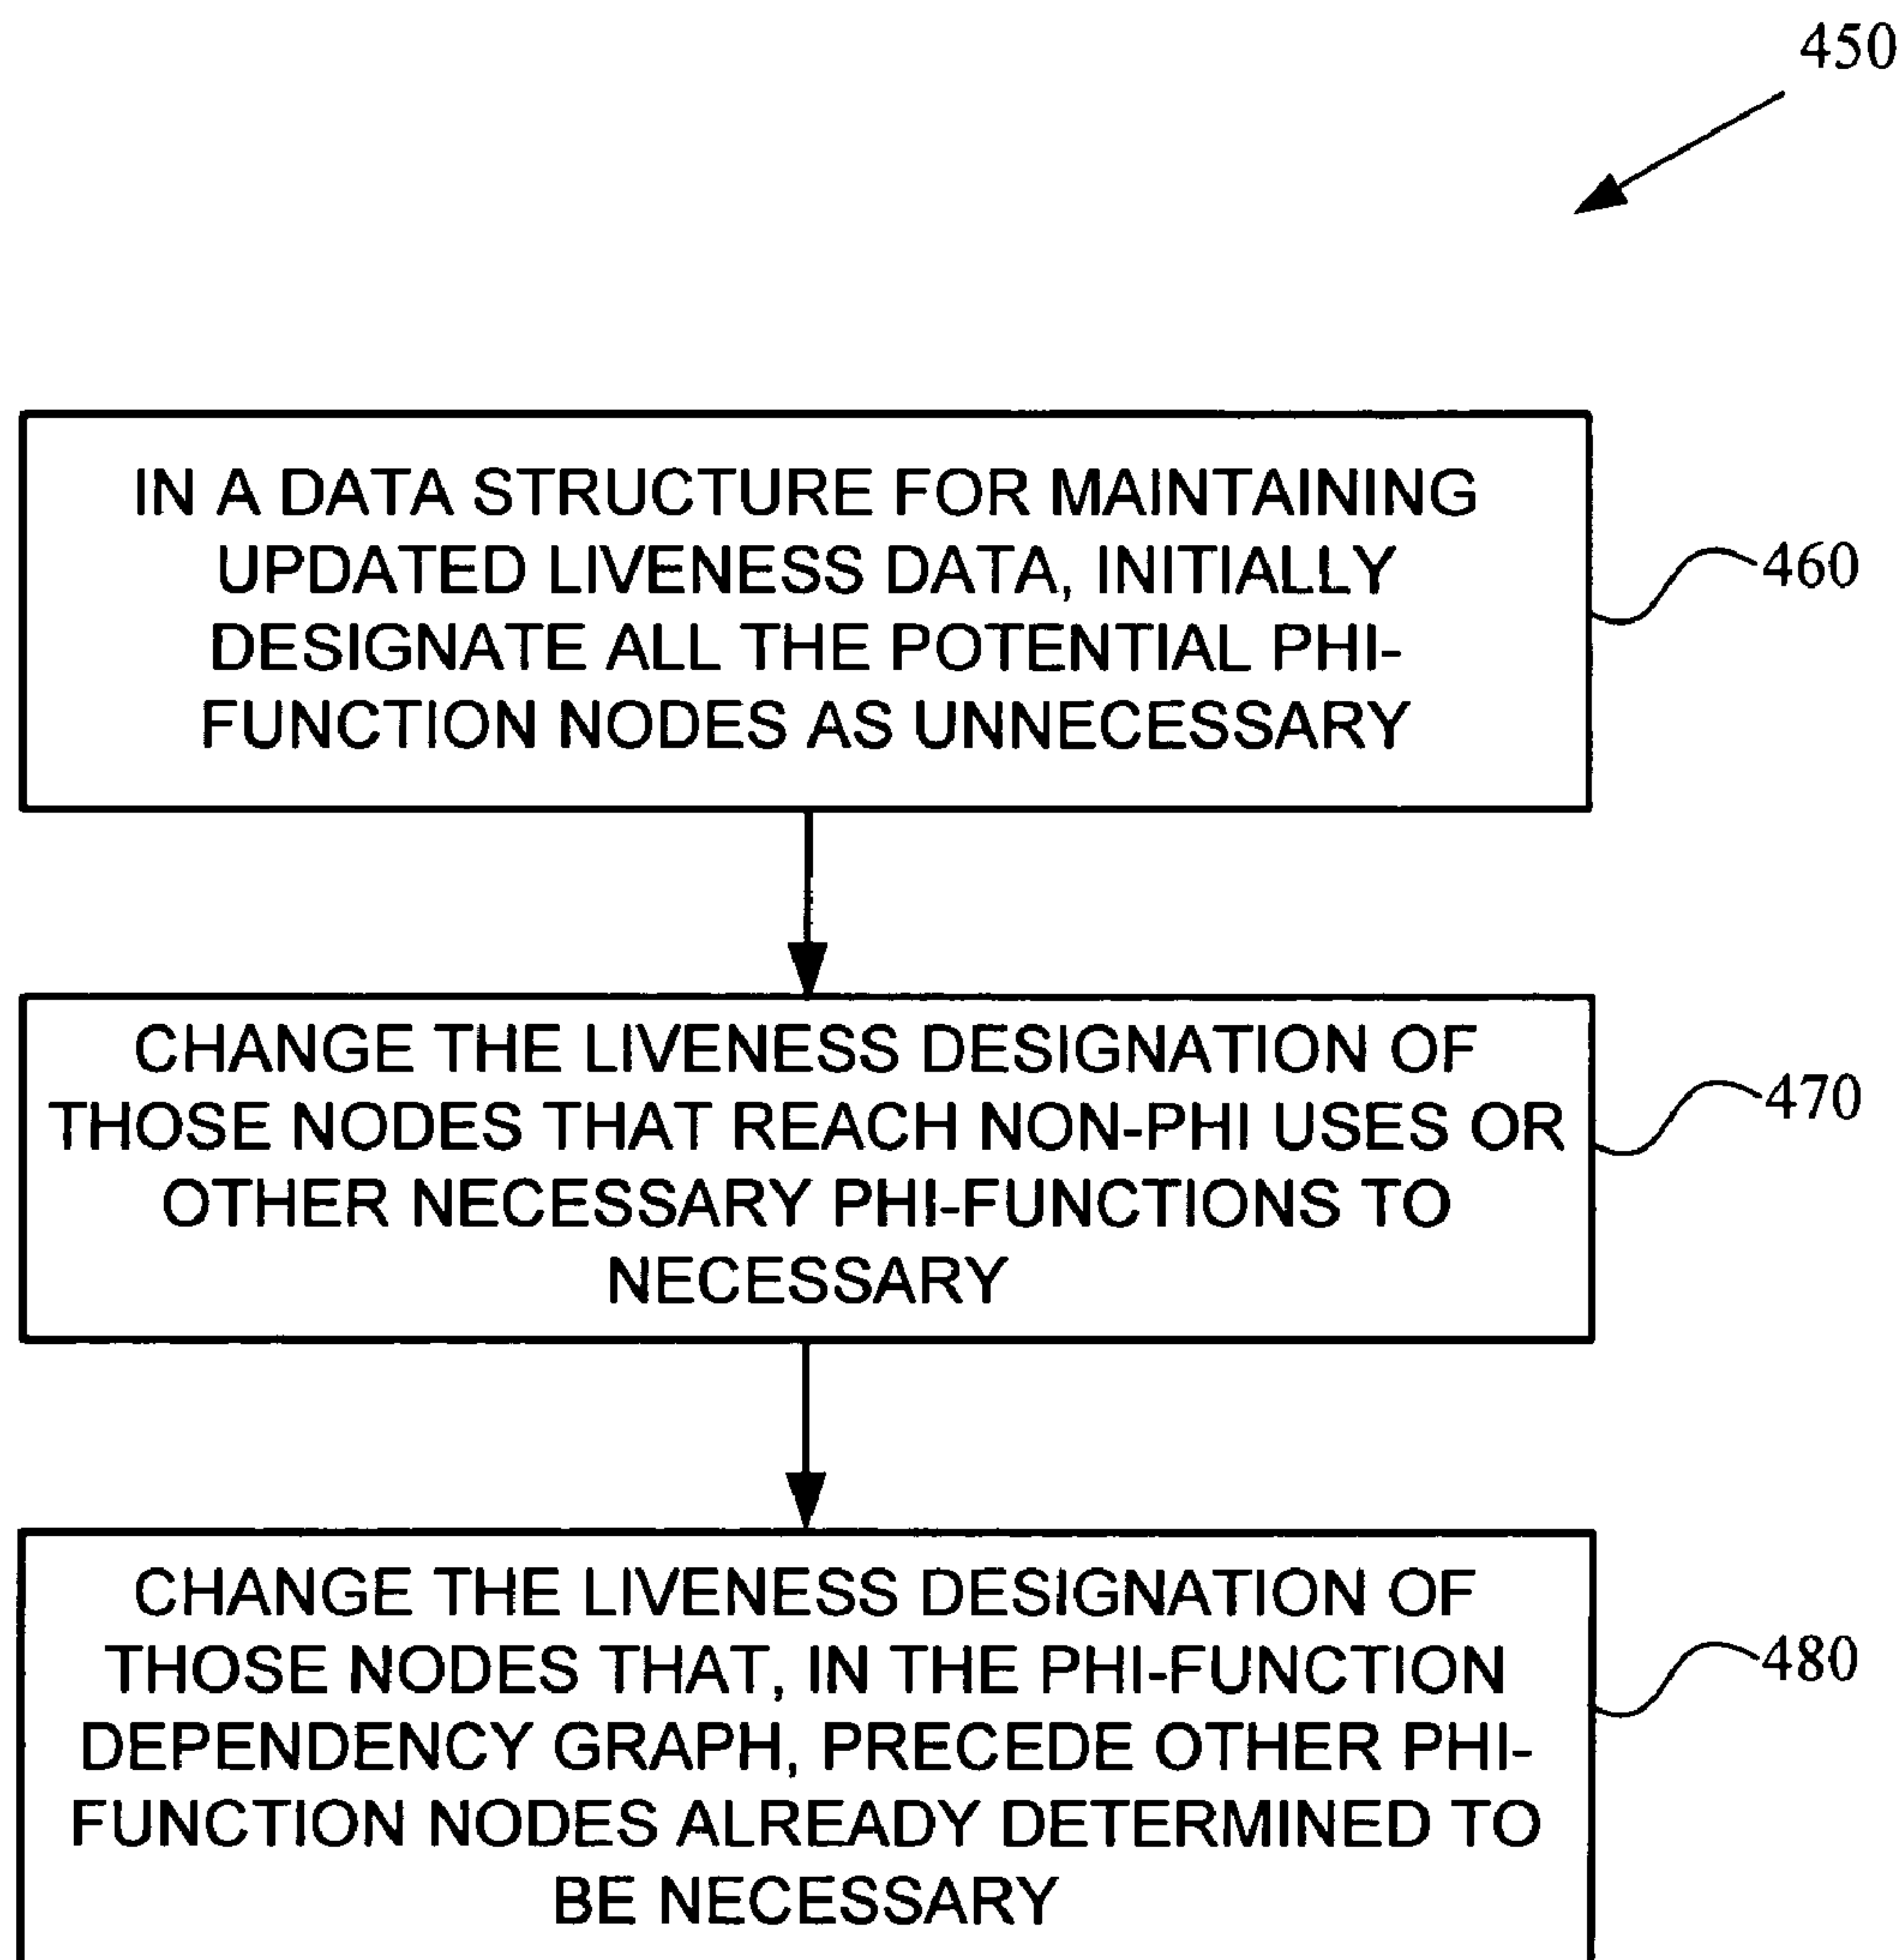 450
IN A DATA STRUCTURE FOR MAINTAINING
UPDATED LIVENESS DATA, INITIALLY
DESIGNATE ALL THE POTENTIAL PHI-
FUNCTION NODES AS UNNECESSARY
460
CHANGE THE LIVENESS DESIGNATION OF
THOSE NODES THAT REACH NON-PHI USES OR
OTHER NECESSARY PHI-FUNCTIONS TO
NECESSARY
470
CHANGE THE LIVENESS DESIGNATION OF
THOSE NODES THAT, IN THE PHI-FUNCTION
DEPENDENCY GRAPH, PRECEDE OTHER PHI-
FUNCTION NODES ALREADY DETERMINED TO
BE NECESSARY
480